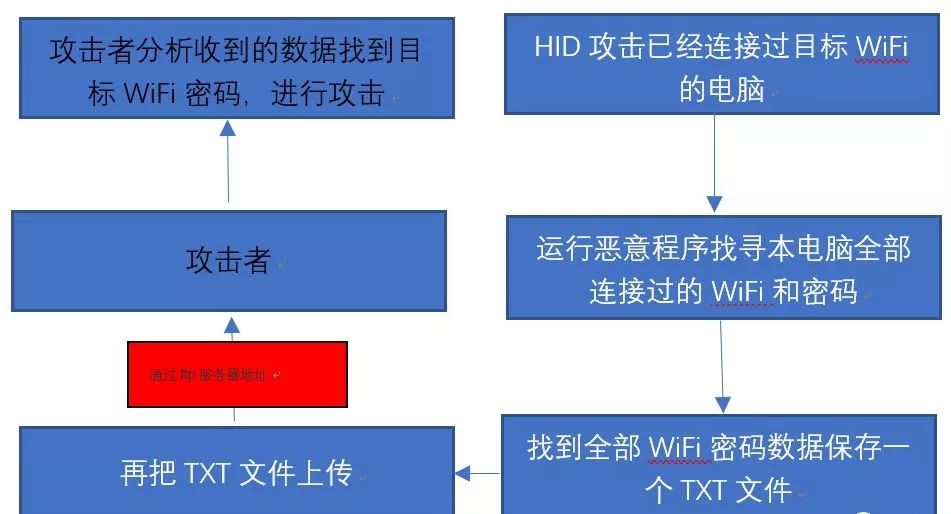 攻击者分析收到的数据找到目
标 WiFi 密码，进行攻击
HID 攻击已经连接过目标 WiFi
的电脑
攻击者
运行恶意程序找寻本电脑全部
连接过的 WiFi 和密码
通过 ftp 服务器地址
再把 TXT 文件上传
找到全部 WiFi 密码数据保存一
个 TXT 文件